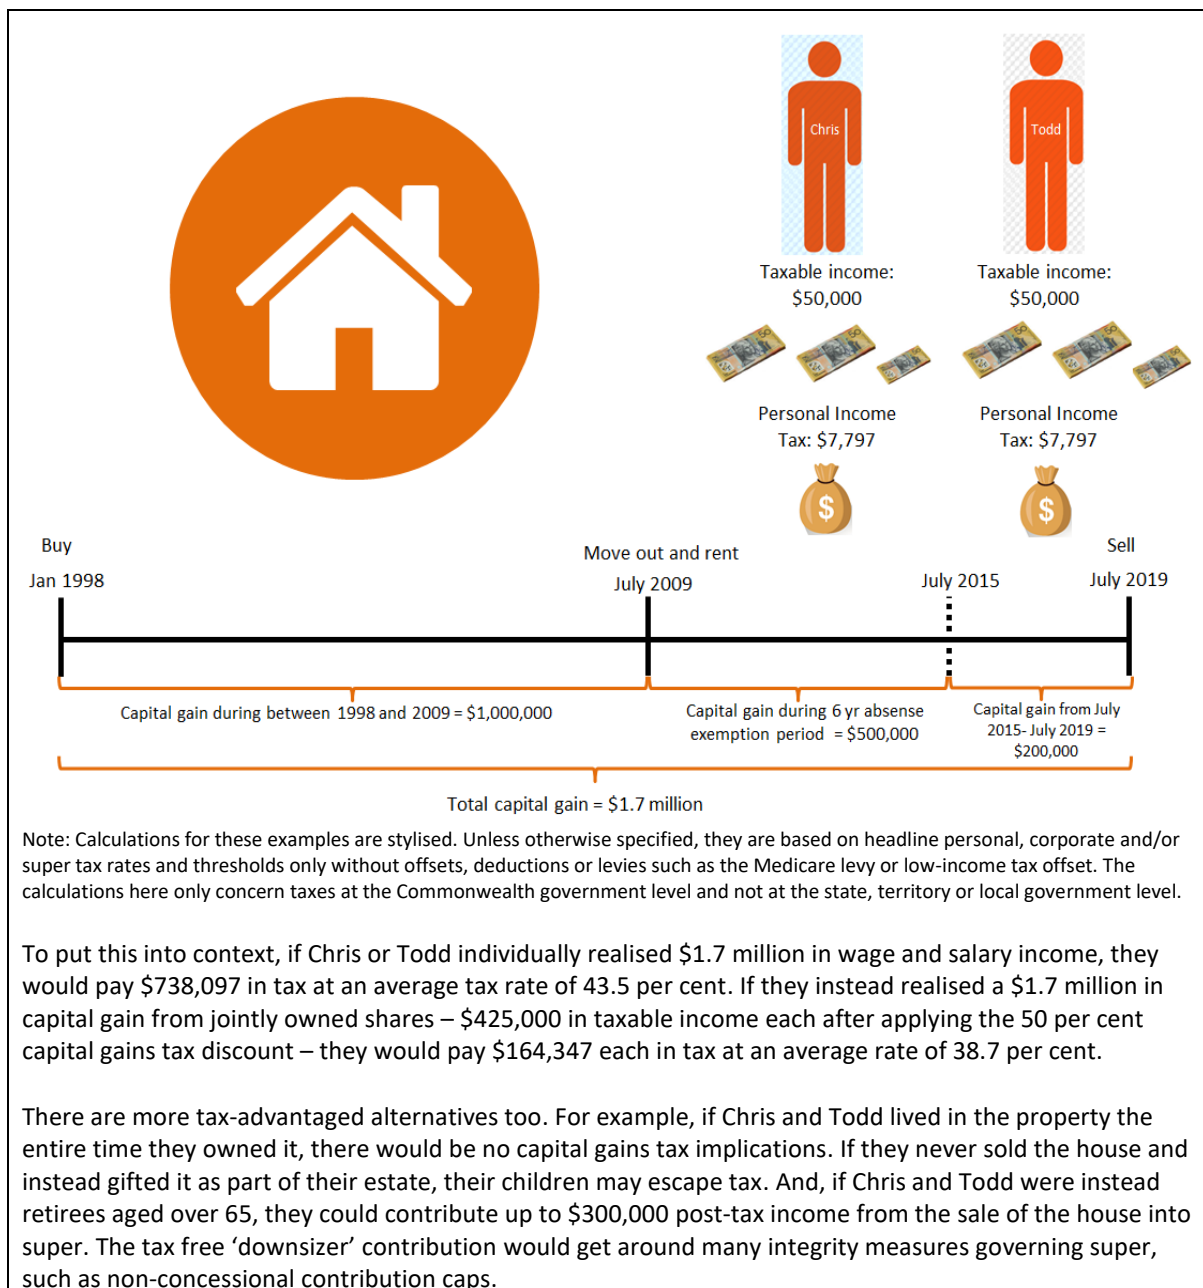 Chris
Todd
Taxable income:
$50,000
Taxable income:
$50,000
Personal Income
Tax: $7,797
Personal Income
Tax: $7,797
$
$
Buy
Jan 1998
Move out and rent
July 2009
July 2015
Sell
July 2019
Capital gain during between 1998 and 2009 = $1,000,000
Capital gain during 6 yr absense
exemption period = $500,000
Capital gain from July
2015- July 2019 =
$200,000
Total capital gain = $1.7 million
Note: Calculations for these examples are stylised. Unless otherwise specified, they are based on headline personal, corporate and/or
super tax rates and thresholds only without offsets, deductions or levies such as the Medicare levy or low-income tax offset. The
calculations here only concern taxes at the Commonwealth government level and not at the state, territory or local government level.
To put this into context, if Chris or Todd individually realised $1.7 million in wage and salary income, they
would pay $738,097 in tax at an average tax rate of 43.5 per cent. If they instead realised a $1.7 million in
capital gain from jointly owned shares – $425,000 in taxable income each after applying the 50 per cent
capital gains tax discount – they would pay $164,347 each in tax at an average rate of 38.7 per cent.
There are more tax-advantaged alternatives too. For example, if Chris and Todd lived in the property the
entire time they owned it, there would be no capital gains tax implications. If they never sold the house and
instead gifted it as part of their estate, their children may escape tax. And, if Chris and Todd were instead
retirees aged over 65, they could contribute up to $300,000 post-tax income from the sale of the house into
super. The tax free ‘downsizer’ contribution would get around many integrity measures governing super,
such as non-concessional contribution caps.